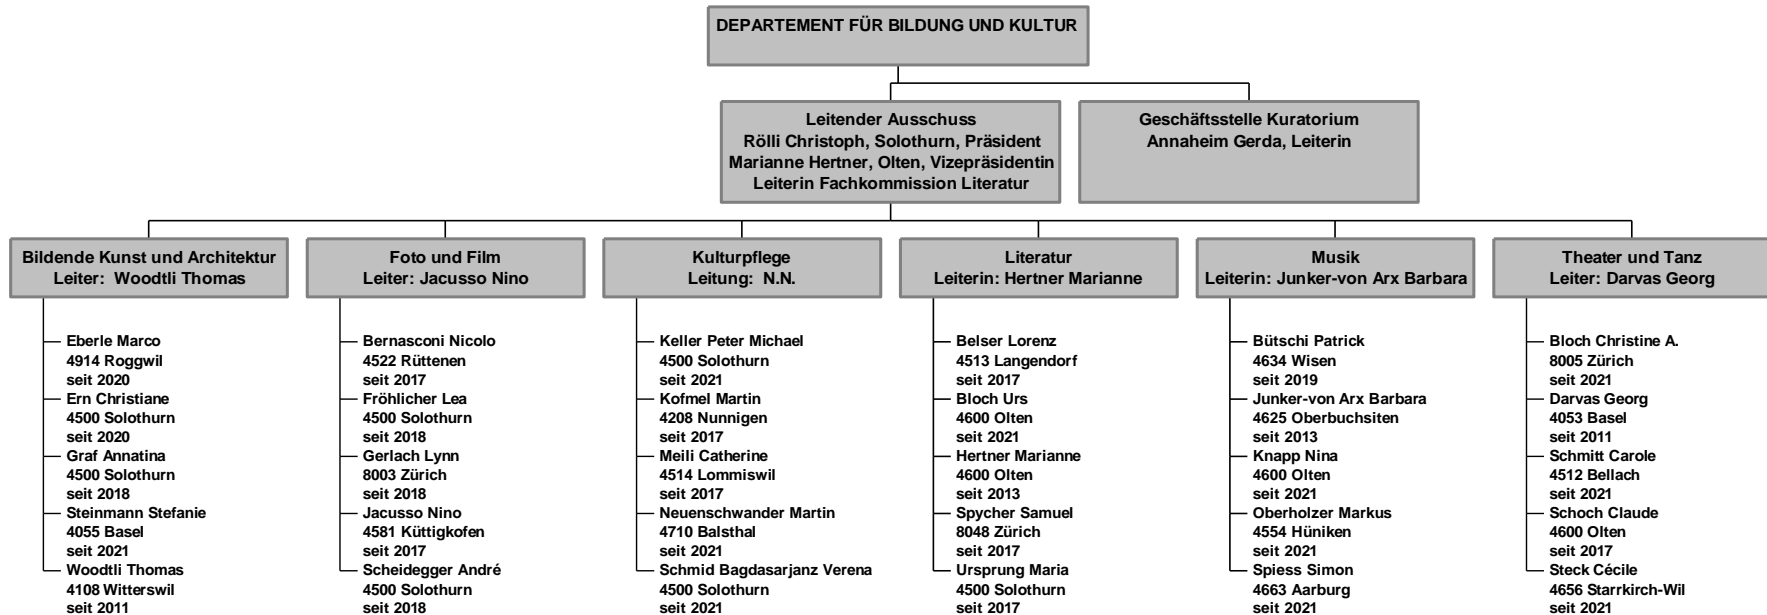 DEPARTEMENT FÜR BILDUNG UND KULTUR
Leitender Ausschuss
Rölli Christoph, Solothurn, Präsident
Marianne Hertner, Olten, Vizepräsidentin
Leiterin Fachkommission Literatur
Geschäftsstelle Kuratorium
Annaheim Gerda, Leiterin
Bildende Kunst und Architektur
Leiter: Woodtli Thomas
Eberle Marco
4914 Roggwil
seit 2020
Ern Christiane
4500 Solothurn
seit 2020
Graf Annatina
4500 Solothurn
seit 2018
Steinmann Stefanie
4055 Basel
seit 2021
Woodtli Thomas
4108 Witterswil
seit 2011
Foto und Film
Leiter: Jacusso Nino
Bernasconi Nicolo
4522 Rüttenen
seit 2017
Fröhlicher Lea
4500 Solothurn
seit 2018
Gerlach Lynn
8003 Zürich
seit 2018
Jacusso Nino
4581 Küttigkofen
seit 2017
Scheidegger André
4500 Solothurn
seit 2018
Kulturpflege
Leitung: N.N.
Keller Peter Michael
4500 Solothurn
seit 2021
Kofmel Martin
4208 Nunnigen
seit 2017
Meili Catherine
4514 Lommiswil
seit 2017
Neuenschwander Martin
4710 Balsthal
seit 2021
Schmid Bagdasarjanz Verena
4500 Solothurn
seit 2021
Literatur
Leiterin: Hertner Marianne
Belser Lorenz
4513 Langendorf
seit 2017
Bloch Urs
4600 Olten
seit 2021
Hertner Marianne
4600 Olten
seit 2013
Spycher Samuel
8048 Zürich
seit 2017
Ursprung Maria
4500 Solothurn
seit 2017
Musik
Leiterin: Junker-von Arx Barbara
Bütschi Patrick
4634 Wisen
seit 2019
Junker-von Arx Barbara
4625 Oberbuchsiten
seit 2013
Knapp Nina
4600 Olten
seit 2021
Oberholzer Markus
4554 Hüniken
seit 2021
Spiess Simon
4663 Aarburg
seit 2021
Theater und Tanz
Leiter: Darvas Georg
Bloch Christine A.
8005 Zürich
seit 2021
Darvas Georg
4053 Basel
seit 2011
Schmitt Carole
4512 Bellach
seit 2021
Schoch Claude
4600 Olten
seit 2017
Steck Cécile
4656 Starrkirch-Wil
seit 2021